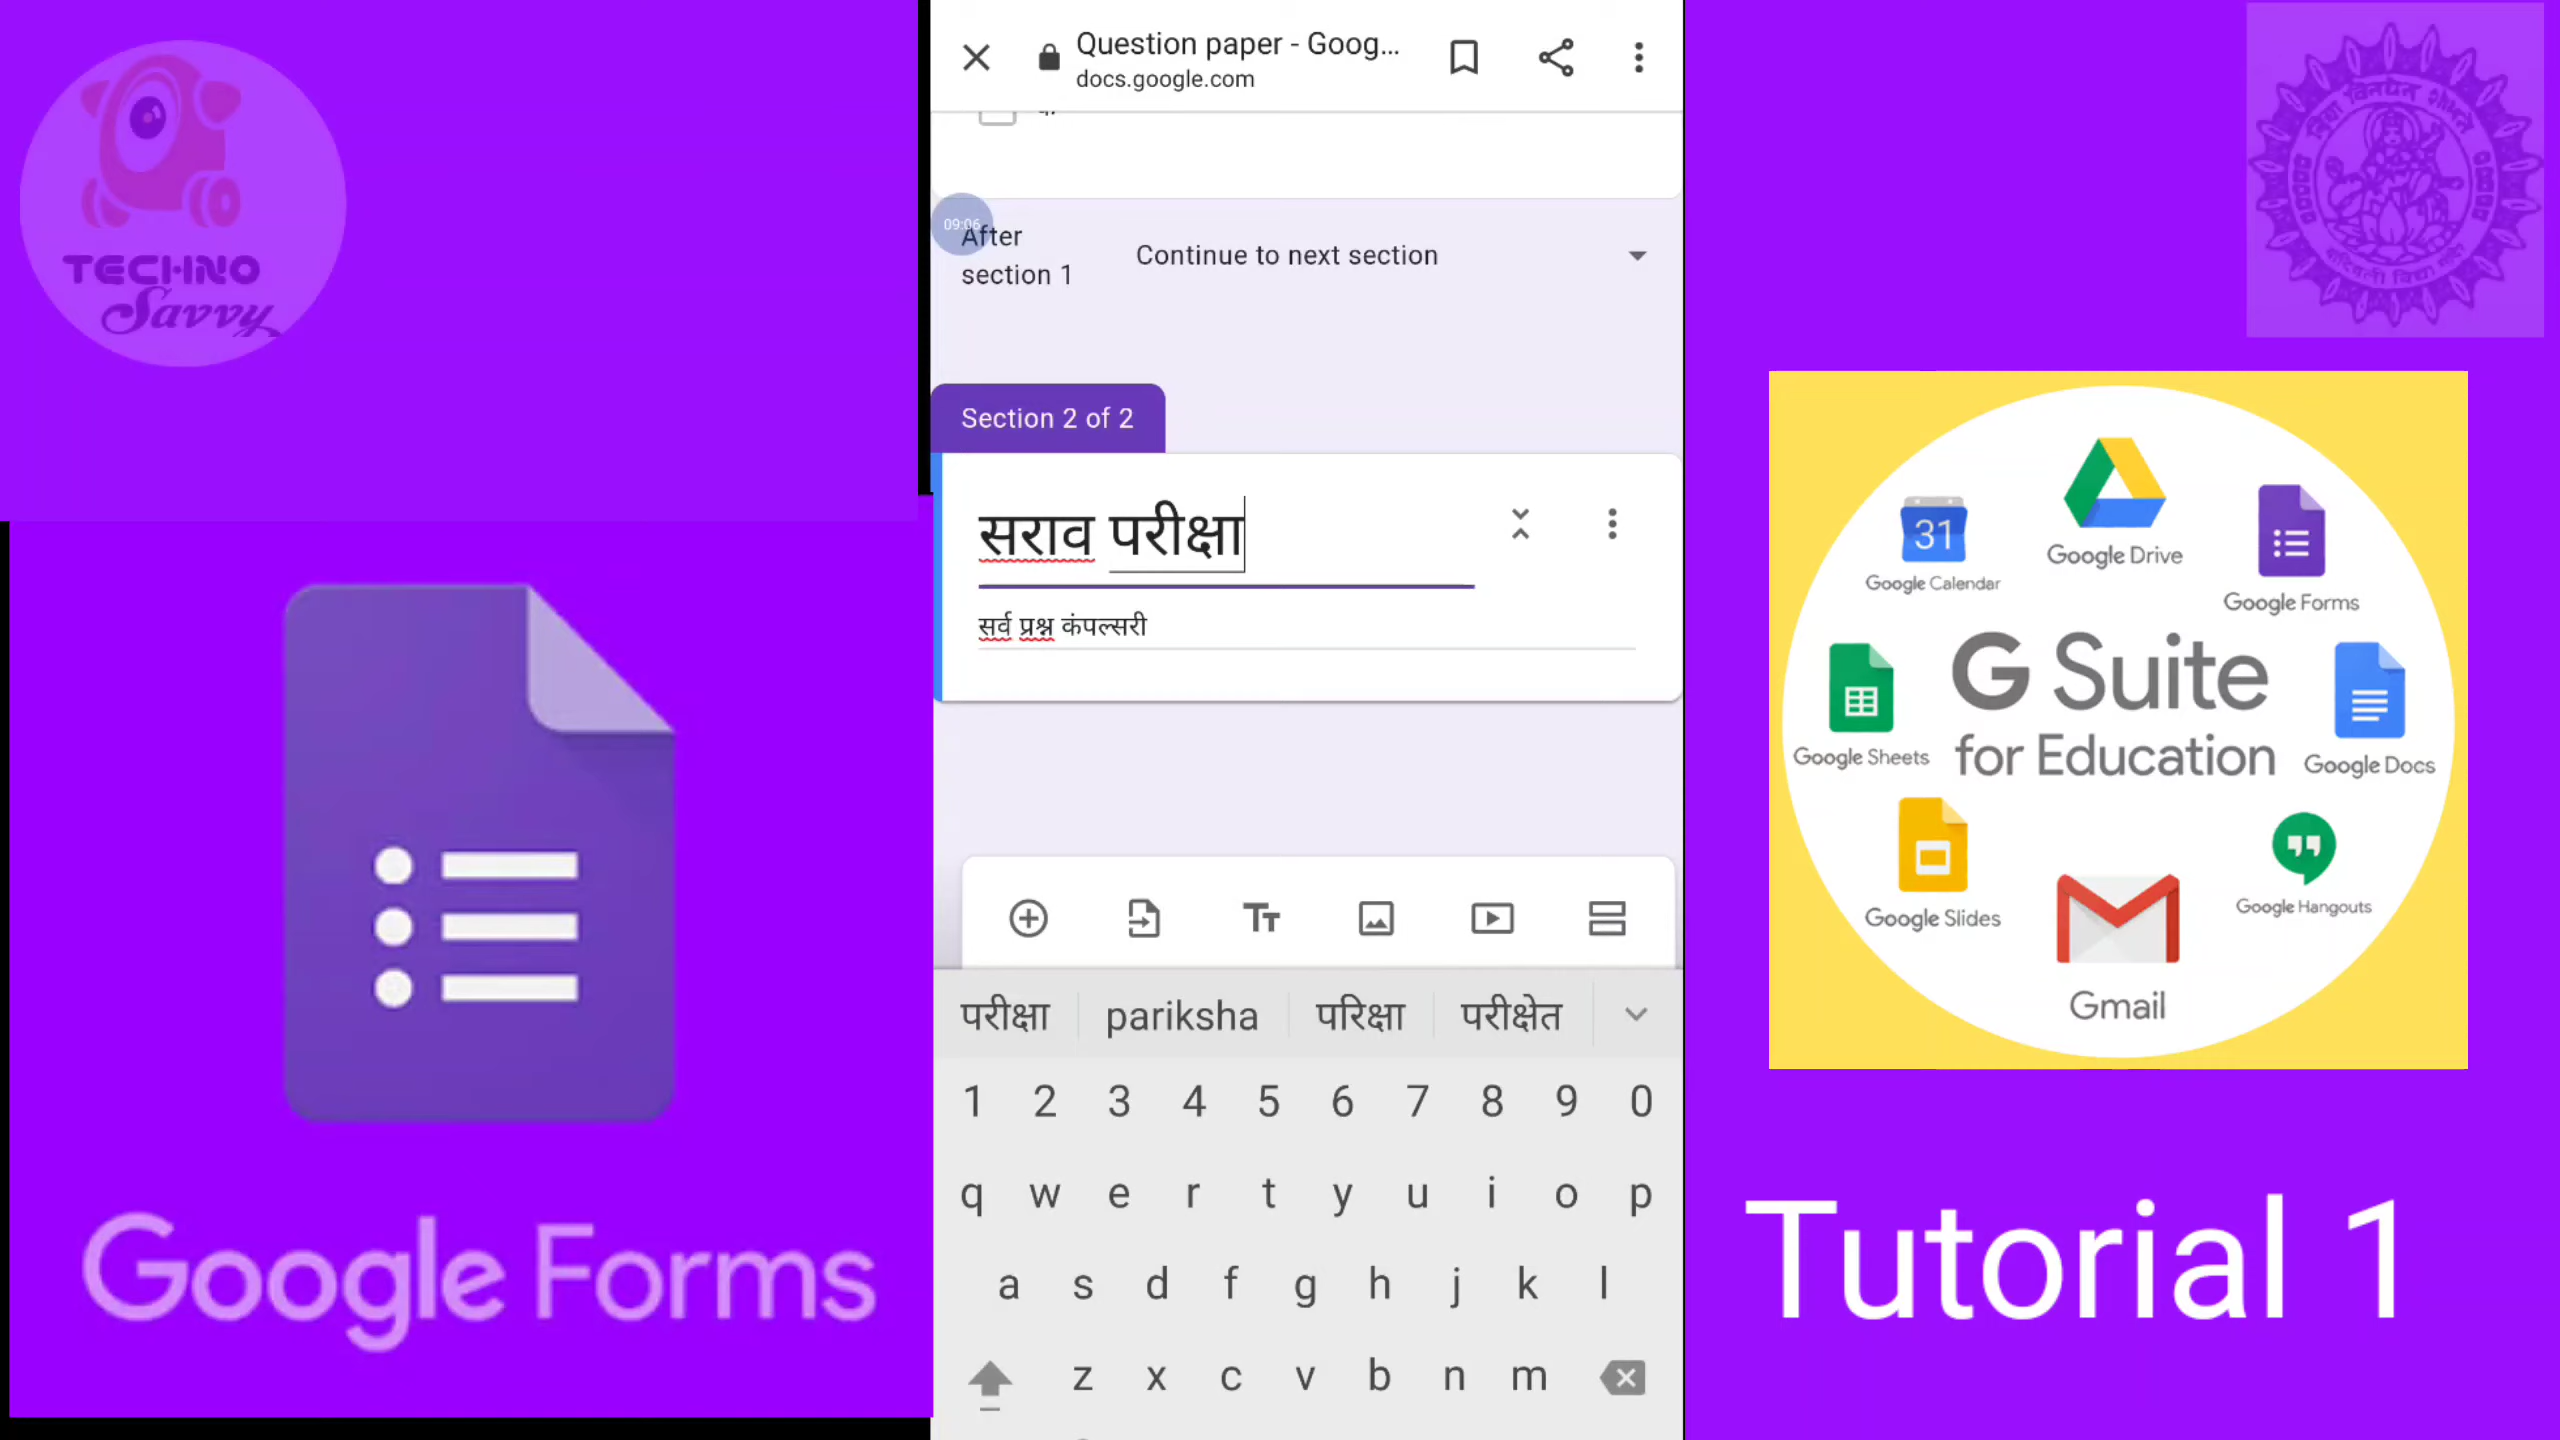 TECHNO
Savvy
Question paper - Goog...
docs.google.com
09:06
After
section 1
Continue to next section
Section 2 of 2
सराव परीक्षा
सर्व प्रश्न कंपल्सरी
परीक्षा pariksha परिक्षा परीक्षेत
1 2 3 4 5 6 7 8 9 0
q w e r t y u i o p
a s d f g h j k l
z x c v b n m
Google Forms
31
Google Calendar
Google Drive
Google Forms
G Suite
for Education
Google Sheets
Google Docs
Google Slides
Google Hangouts
Gmail
Tutorial 1